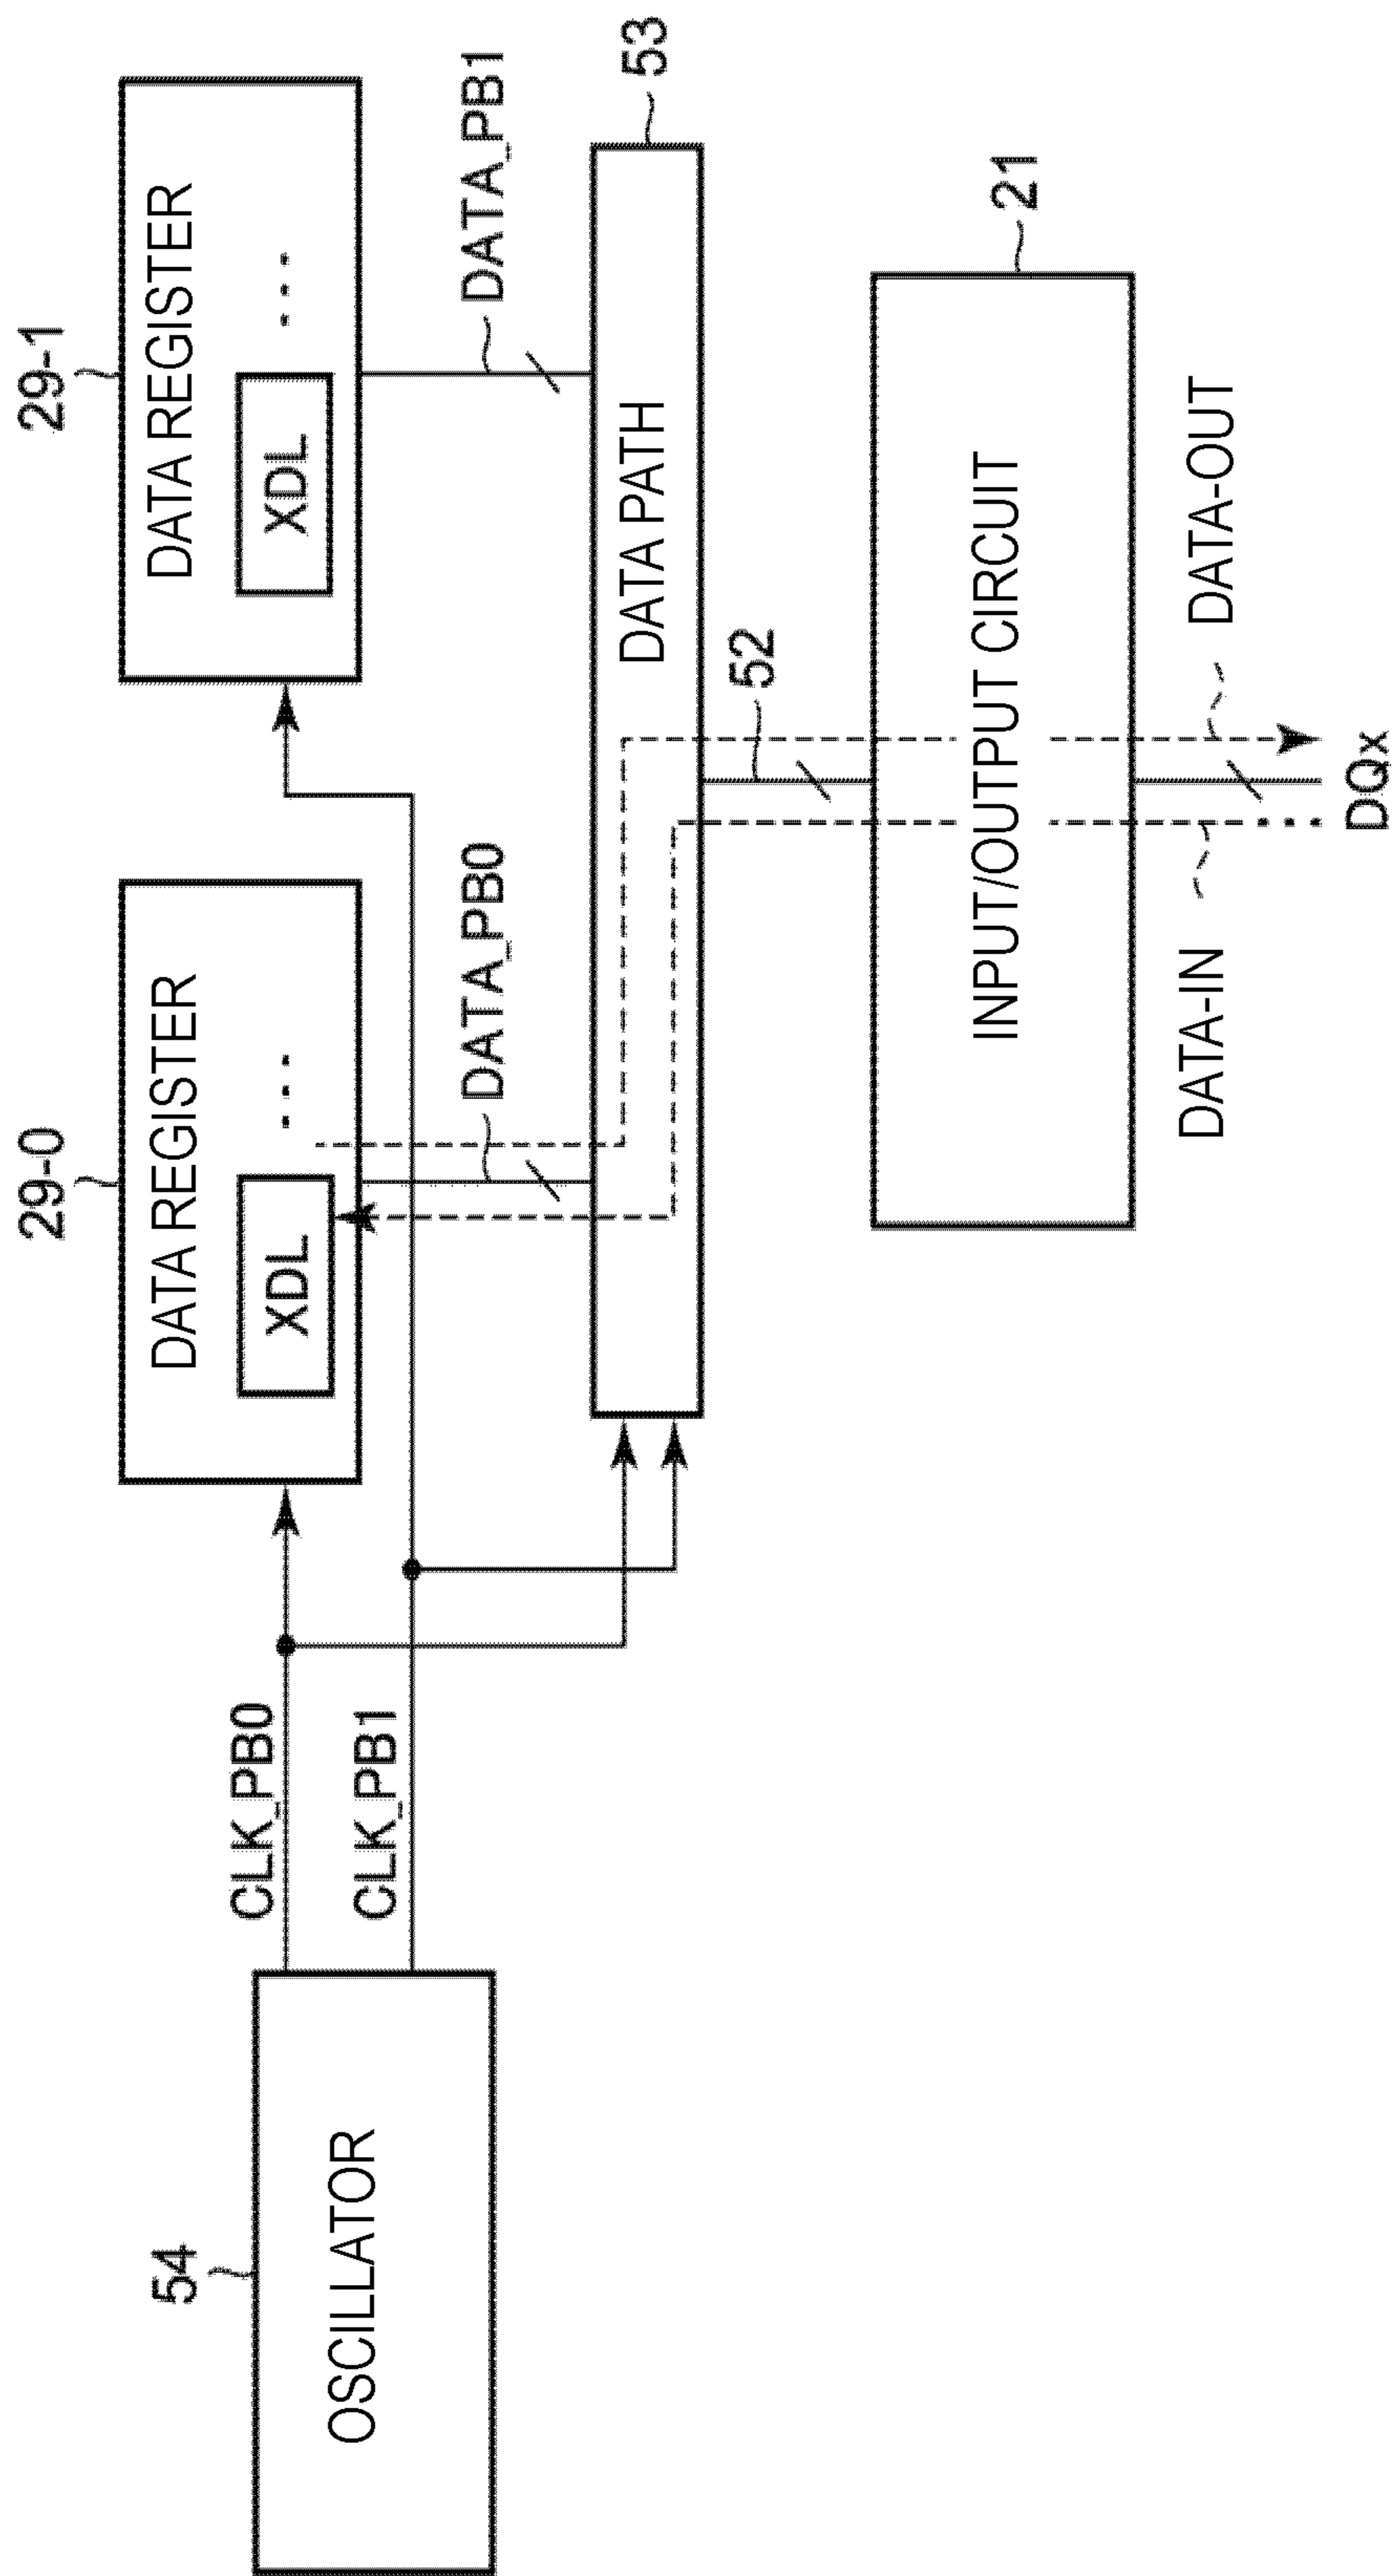 29-0
29-1
DATA REGISTER
DATA REGISTER
XDL
...
XDL
...
54
CLK_PB0
CLK_PB1
OSCILLATOR
DATA_PB0
DATA_PB1
53
DATA PATH
52
21
INPUT/OUTPUT CIRCUIT
DATA-IN
DATA-OUT
DQx